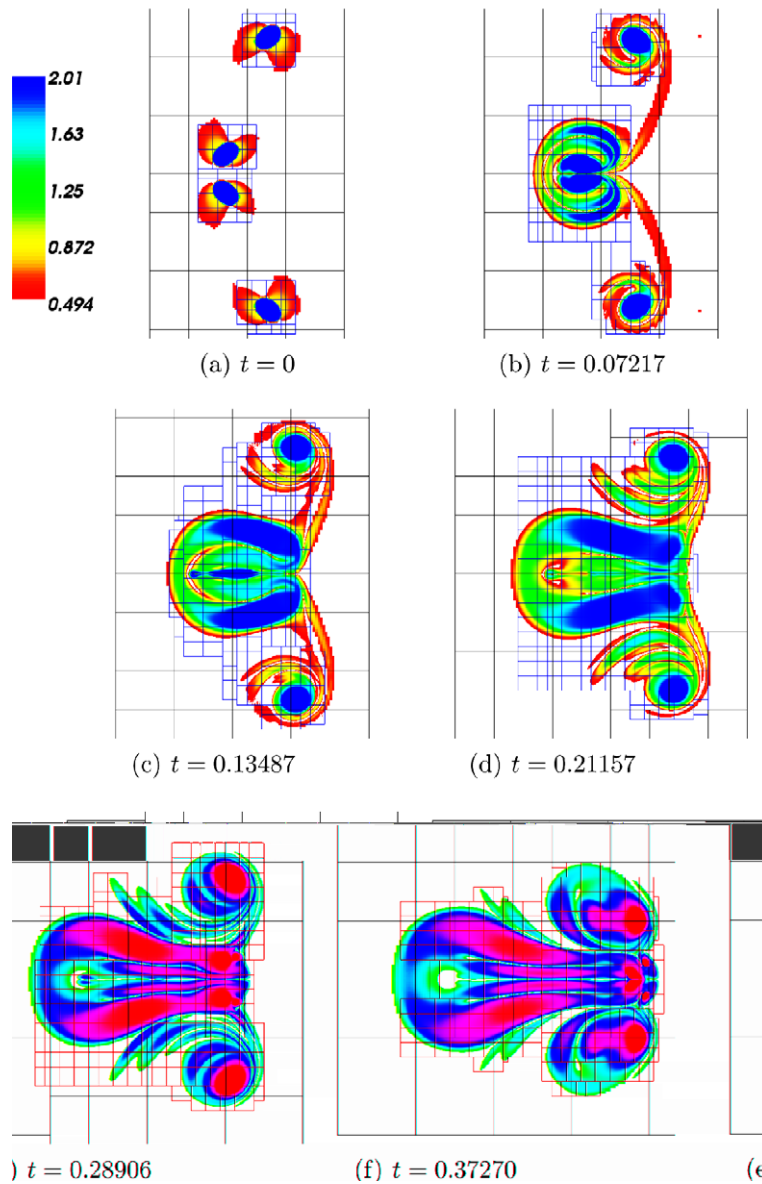 2.01
1.63
1.25
0.872
0.494
(a) t = 0
(b) t = 0.07217
(c) t = 0.13487
(d) t = 0.21157
) t = 0.28906
(f) t = 0.37270
(e